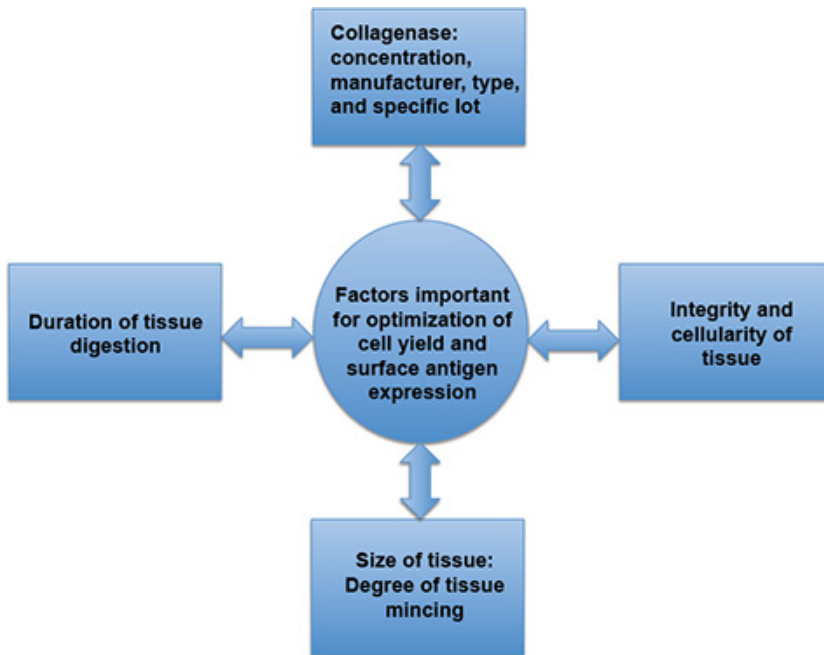 Collagenase:
concentration,
manufacturer, type,
and specific lot
Duration of tissue
digestion
Factors important
for optimization of
cell yield and
surface antigen
expression
Integrity and
cellularity of
tissue
Size of tissue:
Degree of tissue
mincing